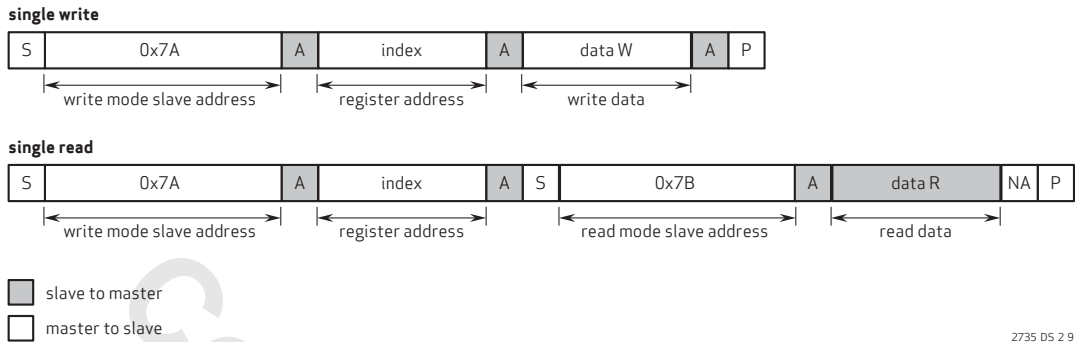 single write
S 0x7A A index A data W A P
write mode slave address register address write data
single read
S 0x7A A index A S 0x7B A data R NA P
write mode slave address register address read mode slave address read data
slave to master
master to slave
2735 DS 2 9